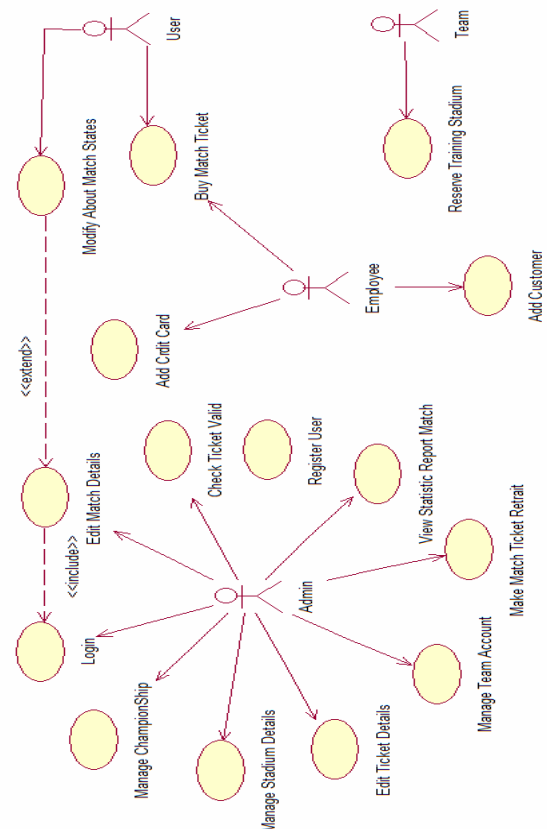 <<extend>>
<<include>>
Login
Edit Match Details
Modify About Match States
User
Manage ChampionShip
Add Crdit Card
Buy Match Ticket
Check Ticket Valid
Manage Stadium Details
Admin
Register User
Employee
Edit Ticket Details
View Statistic Report Match
Reserve Training Stadium
Team
Manage Team Account
Make Match Ticket Retrait
Add Customer